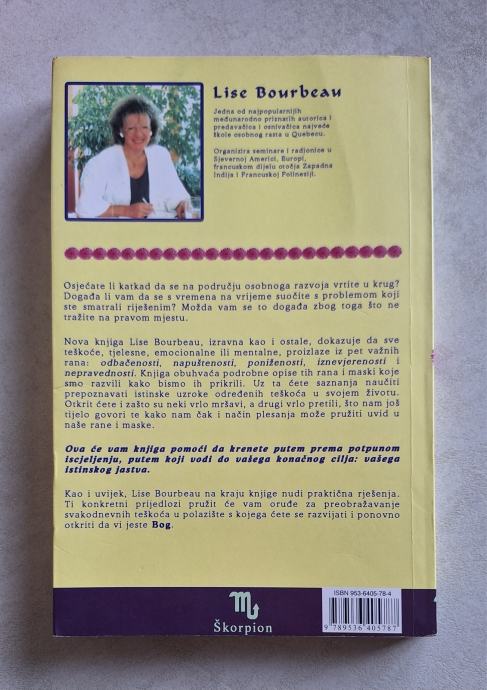 Lise Bourbeau
Jedna od najpopularnijih
međunarodno priznatih autorica i
predavačica i osnivačica najveće
škole osobnog rasta u Quebecu.
Organizira seminare i radionice u
Sjevernoj Americi, Europi,
francuskom dijelu otočja Zapadna
Indija i Francuskoj Polineziji.
Osjećate li katkad da se na području osobnoga razvoja vrtite u krug?
Događa li vam da se s vremena na vrijeme suočite s problemom koji
ste smatrali riješenim? Možda vam se to događa zbog toga što ne
tražite na pravom mjestu.
Nova knjiga Lise Bourbeau, izravna kao i ostale, dokazuje da sve
teškoće, tjelesne, emocionalne ili mentalne, proizlaze iz pet važnih
rana: odbačenosti, napuštenosti, poniženosti, iznevjerenosti i
nepravednosti. Knjiga obuhvaća podrobne opise tih rana i maski koje
smo razvili kako bismo ih prikrili. Uz ta ćete saznanja naučiti
prepoznavati istinske uzroke određenih teškoća u svojem životu.
Otkrit ćete i zašto su neki vrlo mršavi, a drugi vrlo pretili, što nam još
tijelo govori te kako nam čak i način plesanja može pružiti uvid u
naše rane i maske.
Ova će vam knjiga pomoći da krenete putem prema potpunom
iscjeljenju, putem koji vodi do vašega konačnog cilja: vašega
istinskog jastva.
Kao i uvijek, Lise Bourbeau na kraju knjige nudi praktična rješenja.
Ti konkretni prijedlozi pružit će vam oruđe za preobražavanje
svakodnevnih teškoća u polazište s kojega ćete se razvijati i ponovno
otkriti da vi jeste Bog.
Škorpion
ISBN 953-6405-78-4
9 789536 405787